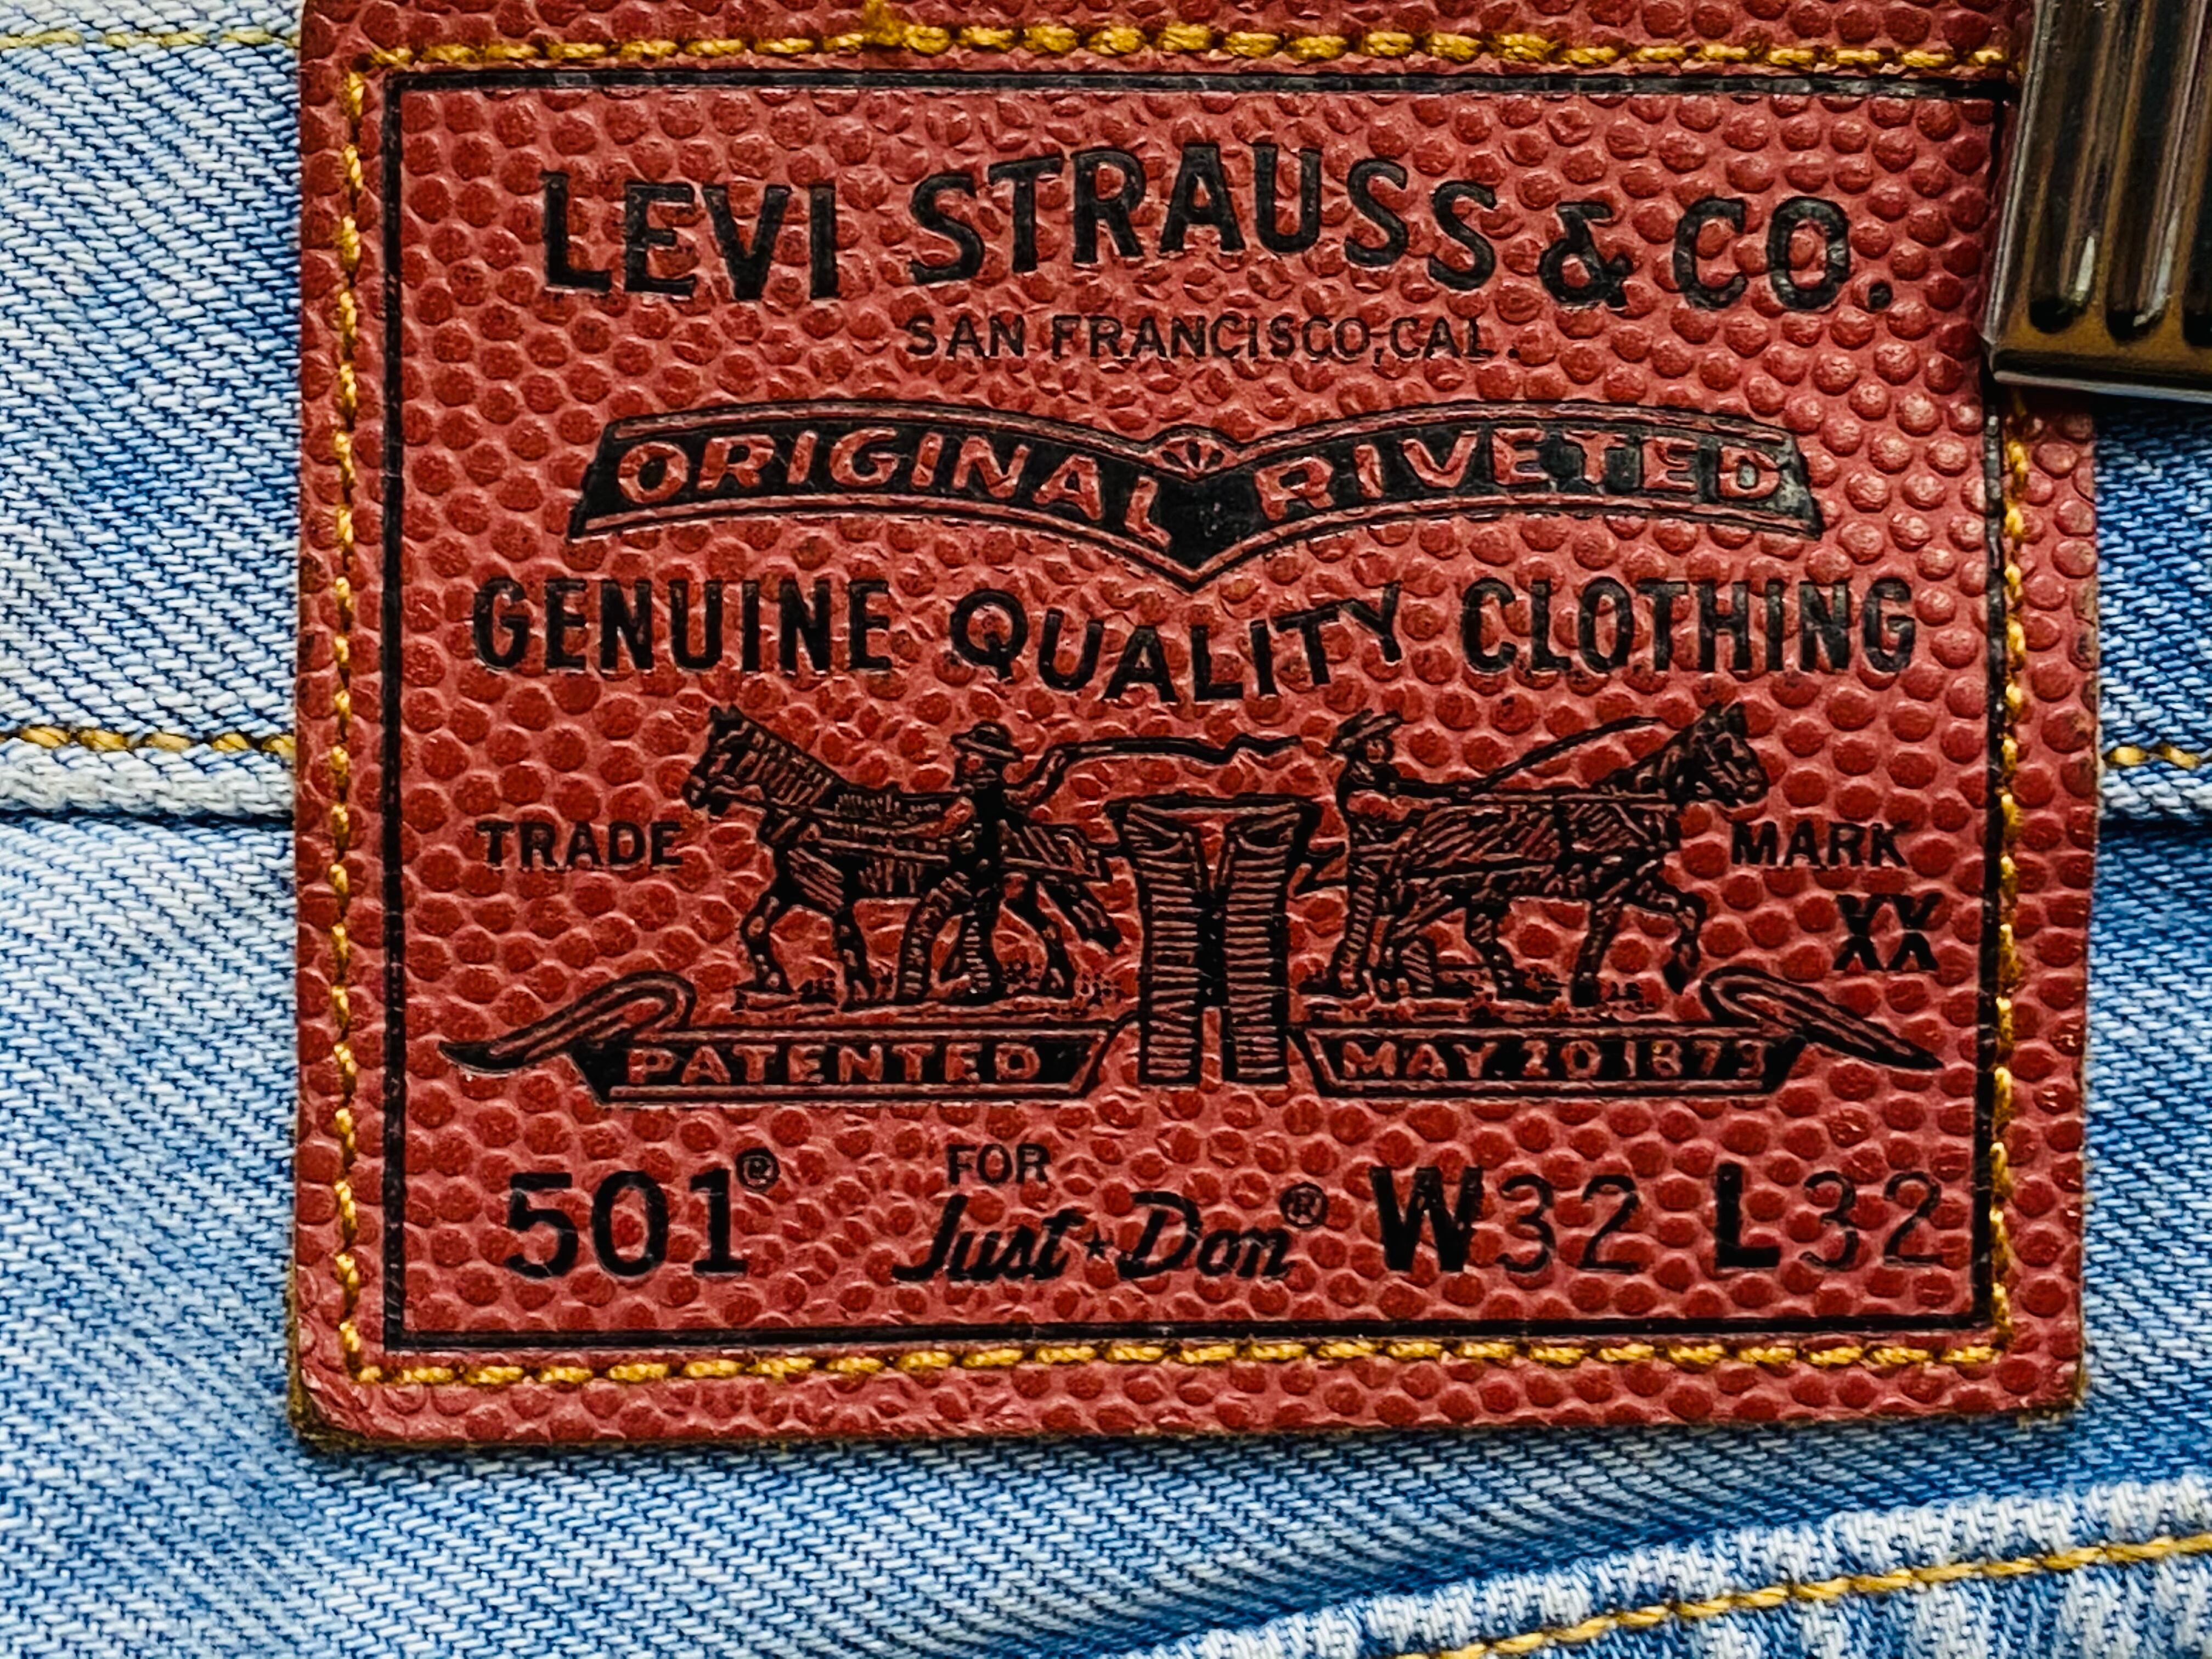 LEVI STRAUSS & CO.
SAN FRANCISCO, CAL.
ORIGINAL RIVETED
GENUINE QUALITY CLOTHING
TRADE MARK
XX
PATENTED MAY 20 1873
501® FOR Just ★ Don® W32 L32